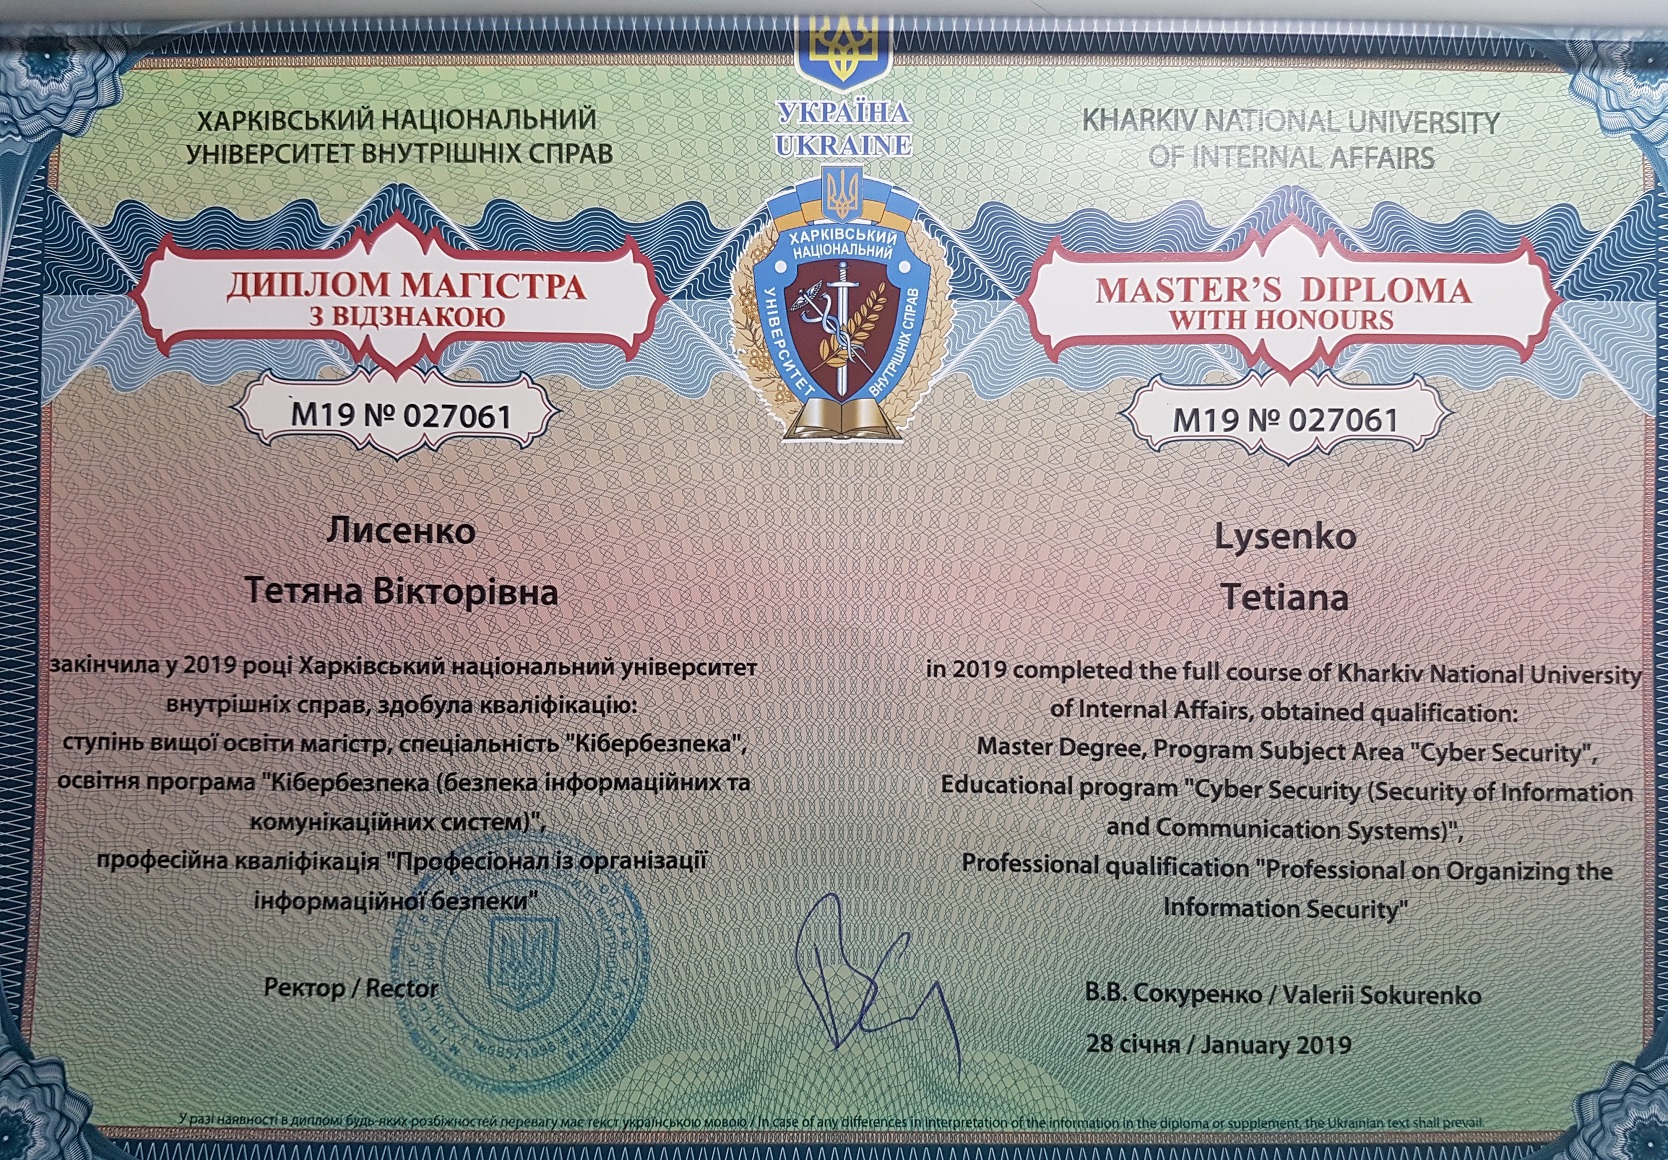 УКРАЇНА
UKRAINE
ХАРКІВСЬКИЙ НАЦІОНАЛЬНИЙ
УНІВЕРСИТЕТ ВНУТРІШНІХ СПРАВ
ДИПЛОМ МАГІСТРА
З ВІДЗНАКОЮ
М19 № 027061
Лисенко
Тетяна Вікторівна
закінчила у 2019 році Харківський національний університет
внутрішніх справ, здобула кваліфікацію:
ступінь вищої освіти магістр, спеціальність "Кібербезпека",
освітня програма "Кібербезпека (безпека інформаційних та
комунікаційних систем)",
професійна кваліфікація "Професіонал із організації
інформаційної безпеки"
Ректор / Rector
ХАРКІВСЬКИЙ
НАЦІОНАЛЬНИЙ
УНІВЕРСИТЕТ
ВНУТРІШНІХ СПРАВ
KHARKIV NATIONAL UNIVERSITY
OF INTERNAL AFFAIRS
MASTER'S DIPLOMA
WITH HONOURS
М19 № 027061
Lysenko
Tetiana
in 2019 completed the full course of Kharkiv National University
of Internal Affairs, obtained qualification:
Master Degree, Program Subject Area "Cyber Security",
Educational program "Cyber Security (Security of Information
and Communication Systems)",
Professional qualification "Professional on Organizing the
Information Security"
В.В. Сокуренко / Valerii Sokurenko
28 січня / January 2019
У разі наявності в дипломі будь-яких розбіжностей перевагу має текст українською мовою / In case of any differences in interpretation of the information in the diploma or supplement, the Ukrainian text shall prevail.